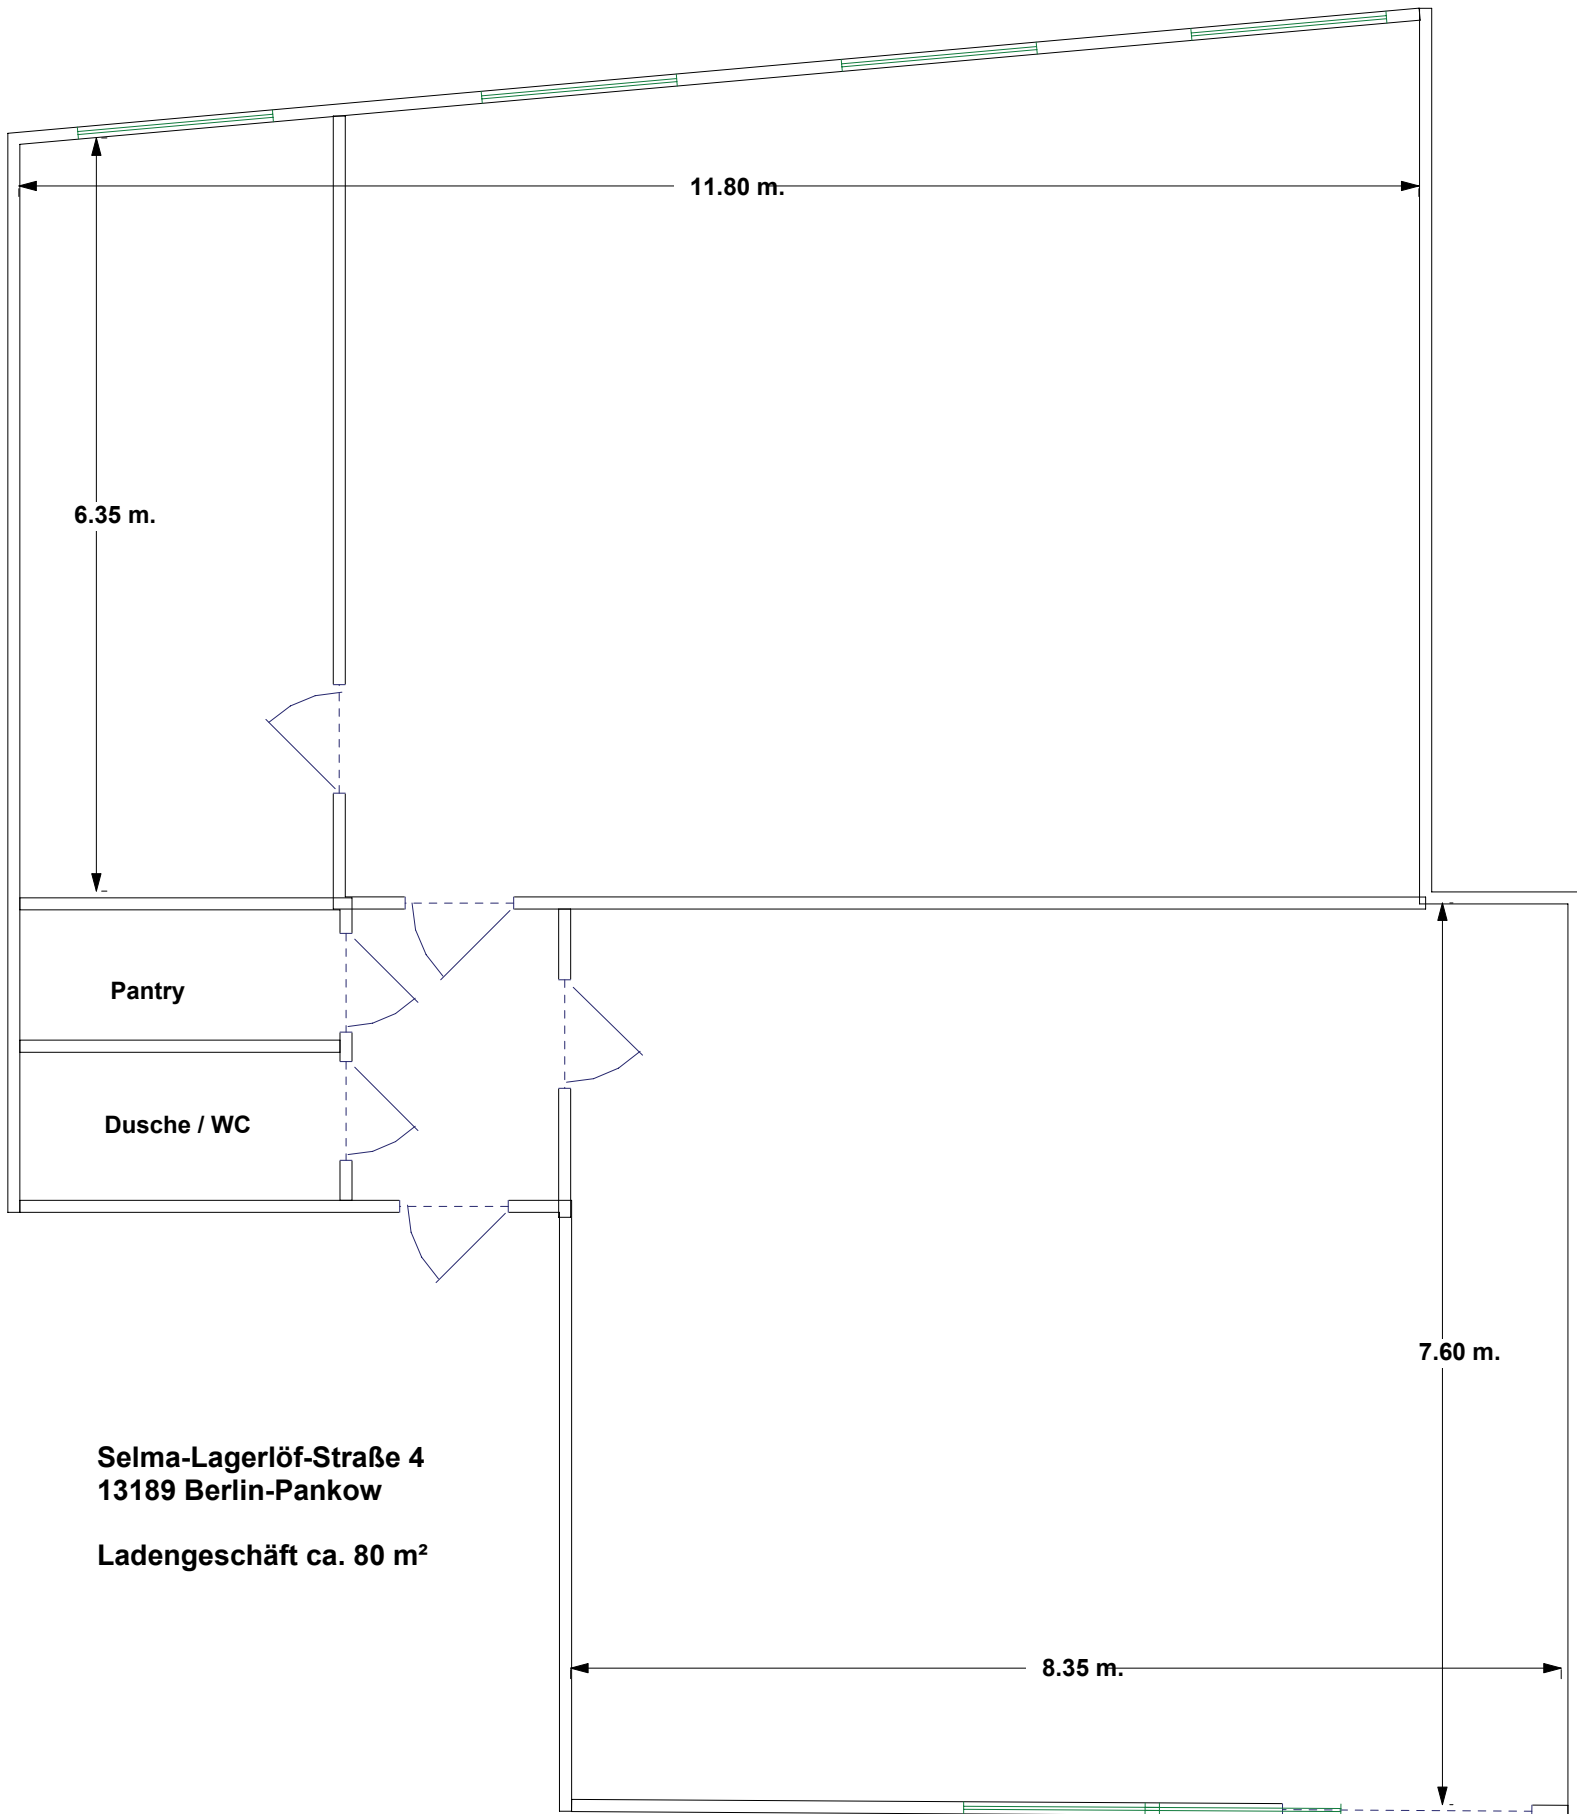 11.80 m.
6.35 m.
Pantry
Dusche / WC
7.60 m.
Selma-Lagerlöf-Straße 4
13189 Berlin-Pankow
Ladengeschäft ca. 80 m²
8.35 m.